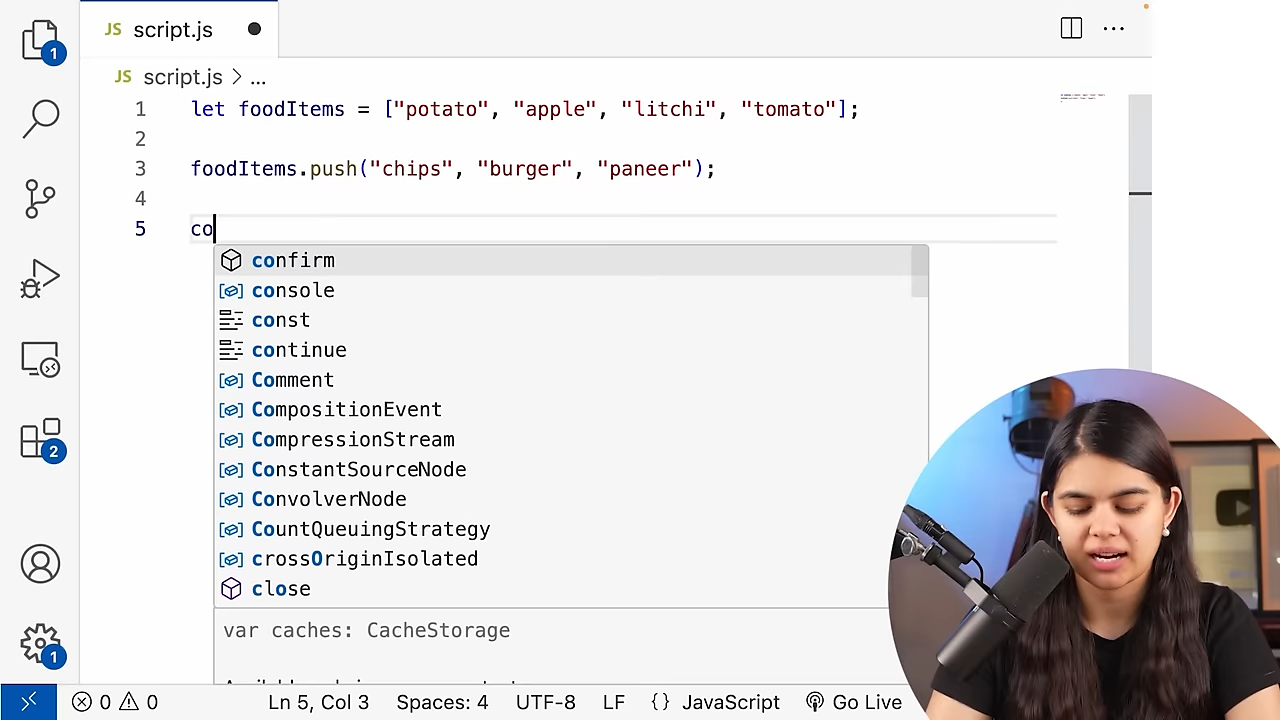 JS script.js
1
JS script.js > ...
1 let foodItems = ["potato", "apple", "litchi", "tomato"];
2
3 foodItems.push("chips", "burger", "paneer");
4
5 co
confirm
console
const
continue
Comment
CompositionEvent
CompressionStream
ConstantSourceNode
ConvolverNode
CountQueuingStrategy
crossOriginIsolated
close
var caches: CacheStorage
2
1
0 0 Ln 5, Col 3 Spaces: 4 UTF-8 LF {} JavaScript Go Live